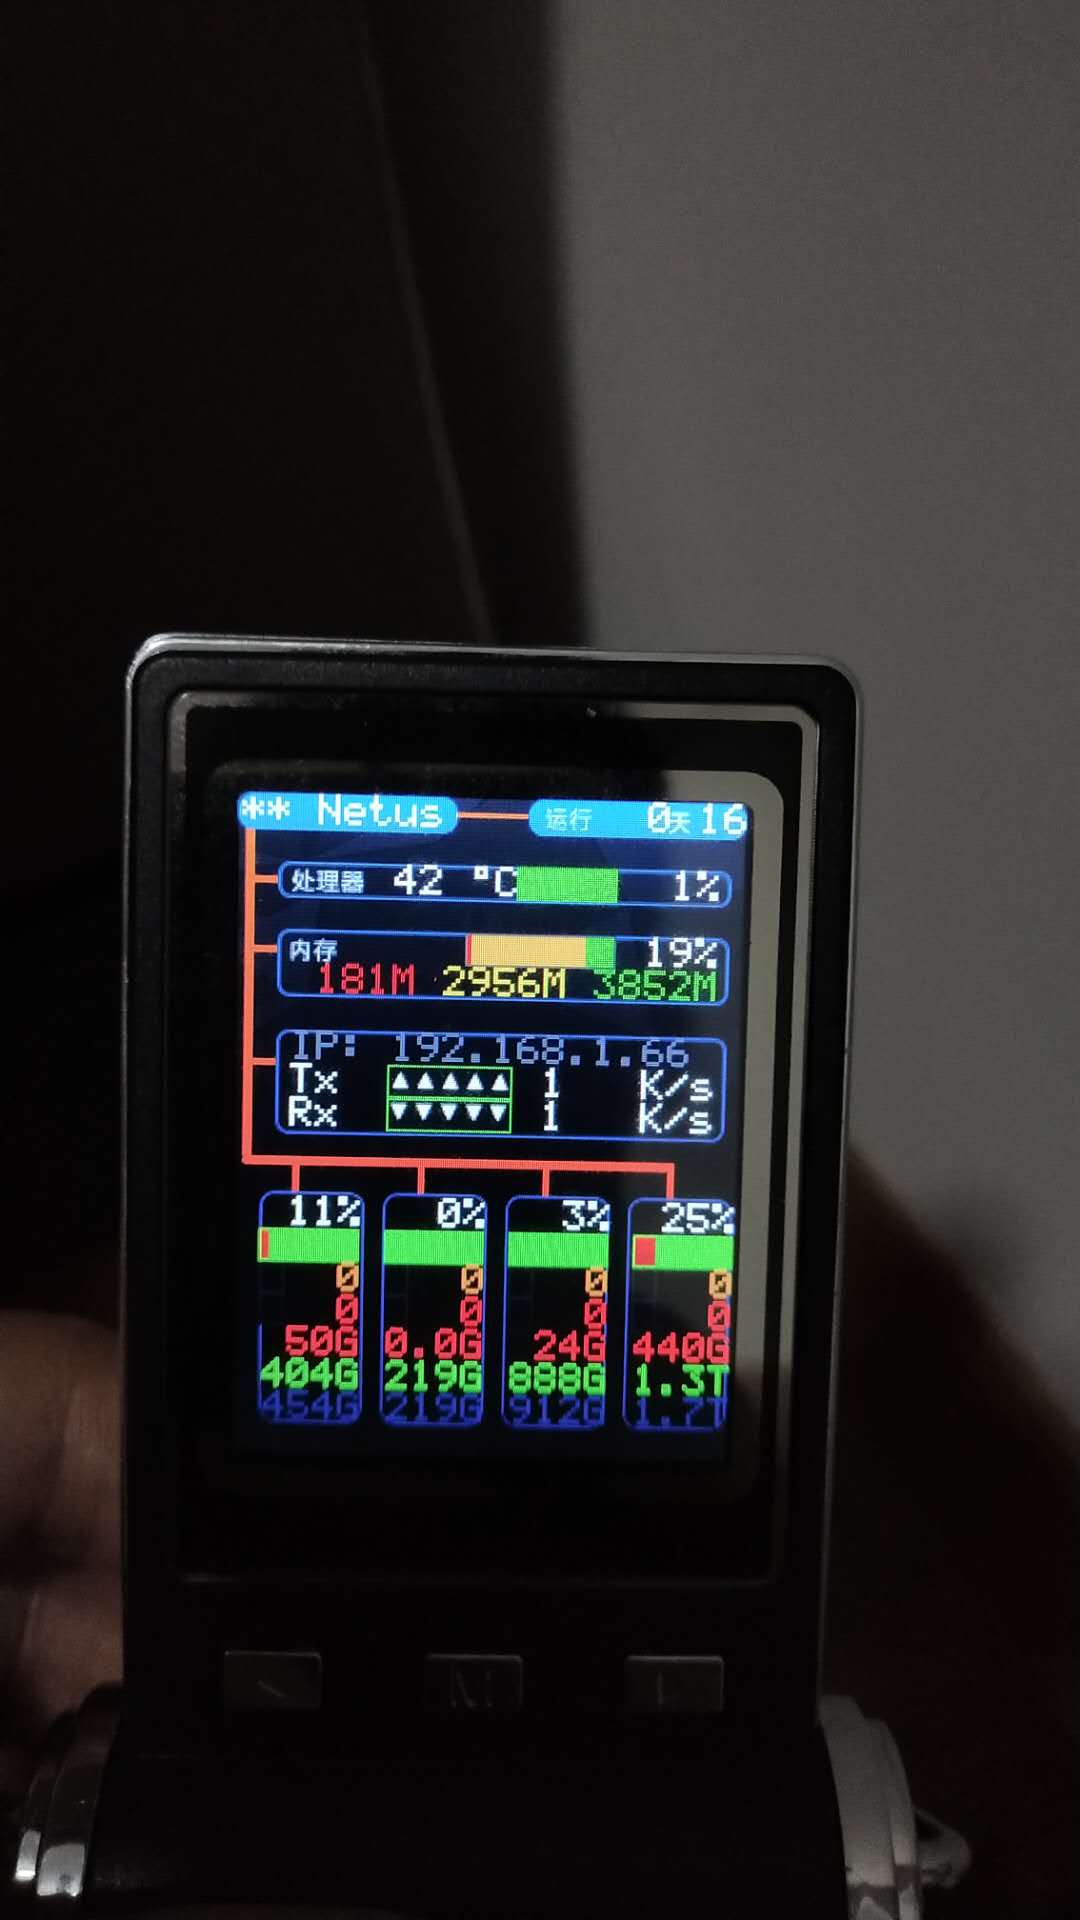 ** Netus 运行 0天 16
处理器 42 °C 1%
内存 19%
181M 2956M 3852M
IP: 192.168.1.66
Tx ▲▲▲▲▲ 1 K/s
Rx ▼▼▼▼▼ 1 K/s
11% 0% 3% 25%
0 0 0 0
0 0 0 0
50G 0.0G 24G 440G
404G 219G 888G 1.3T
454G 219G 912G 1.7T
M